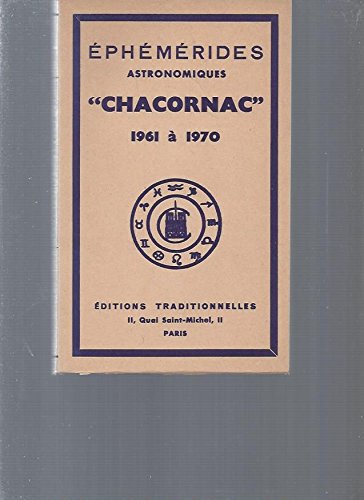 ÉPHÉMÉRIDES
ASTRONOMIQUES
"CHACORNAC"
1961 à 1970
ÉDITIONS TRADITIONNELLES
11, Quai Saint-Michel, 11
PARIS